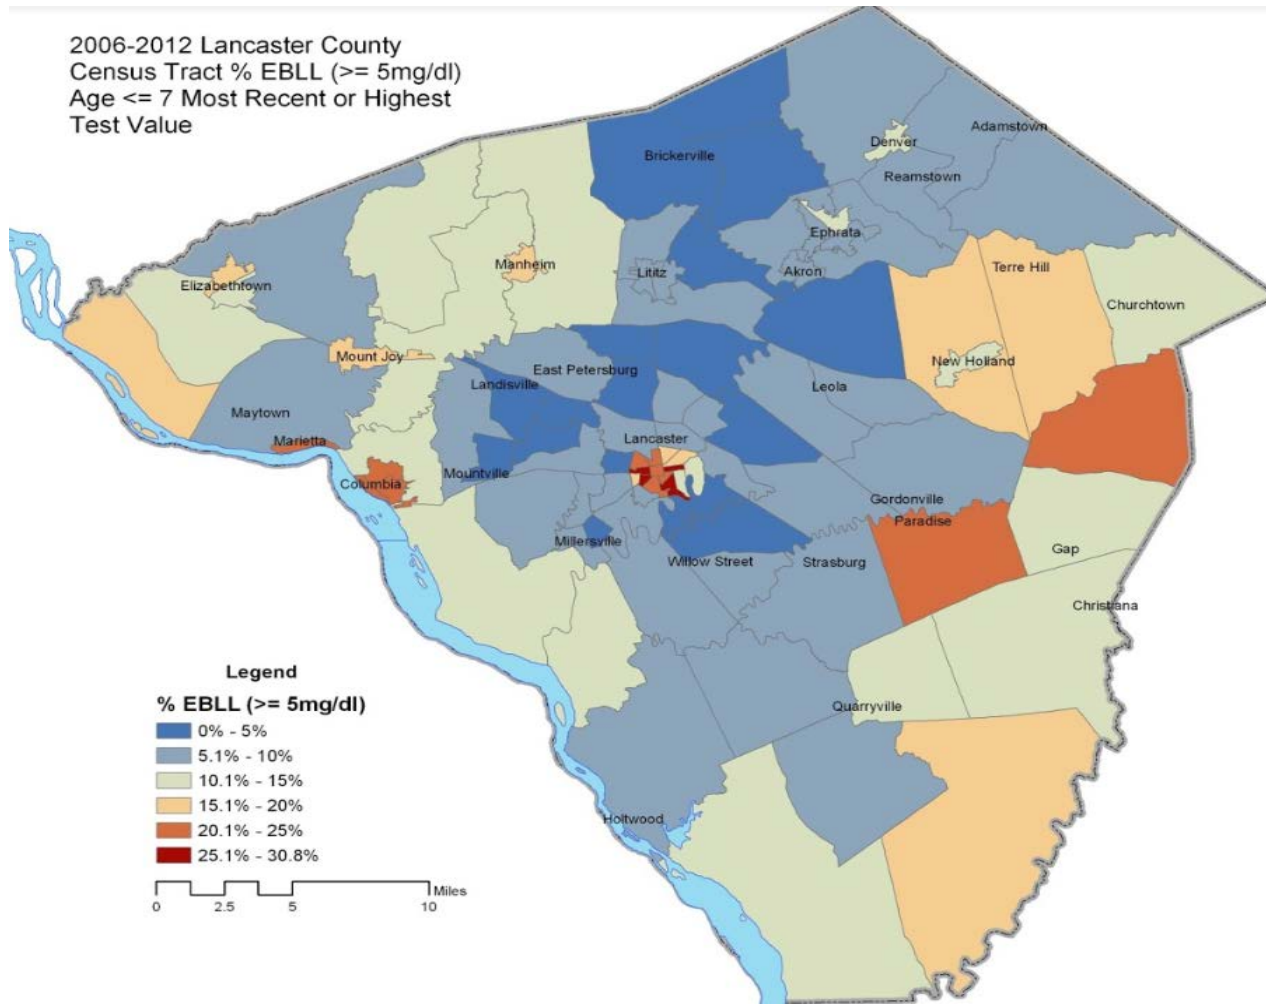 2006-2012 Lancaster County
Census Tract % EBLL (>= 5mg/dl)
Age <= 7 Most Recent or Highest
Test Value
Adamstown
Denver
Brickerville
Reamstown
Ephrata
Manheim
Lititz
Akron
Terre Hill
Elizabethtown
Churchtown
Mount Joy
New Holland
East Petersburg
Landisville
Leola
Maytown
Marietta
Lancaster
Mountville
Columbia
Gordonville
Paradise
Millersville
Gap
Willow Street
Strasburg
Christiana
Quarryville
Holtwood
Legend
% EBLL (>= 5mg/dl)
0% - 5%
5.1% - 10%
10.1% - 15%
15.1% - 20%
20.1% - 25%
25.1% - 30.8%
Miles
0 2.5 5 10